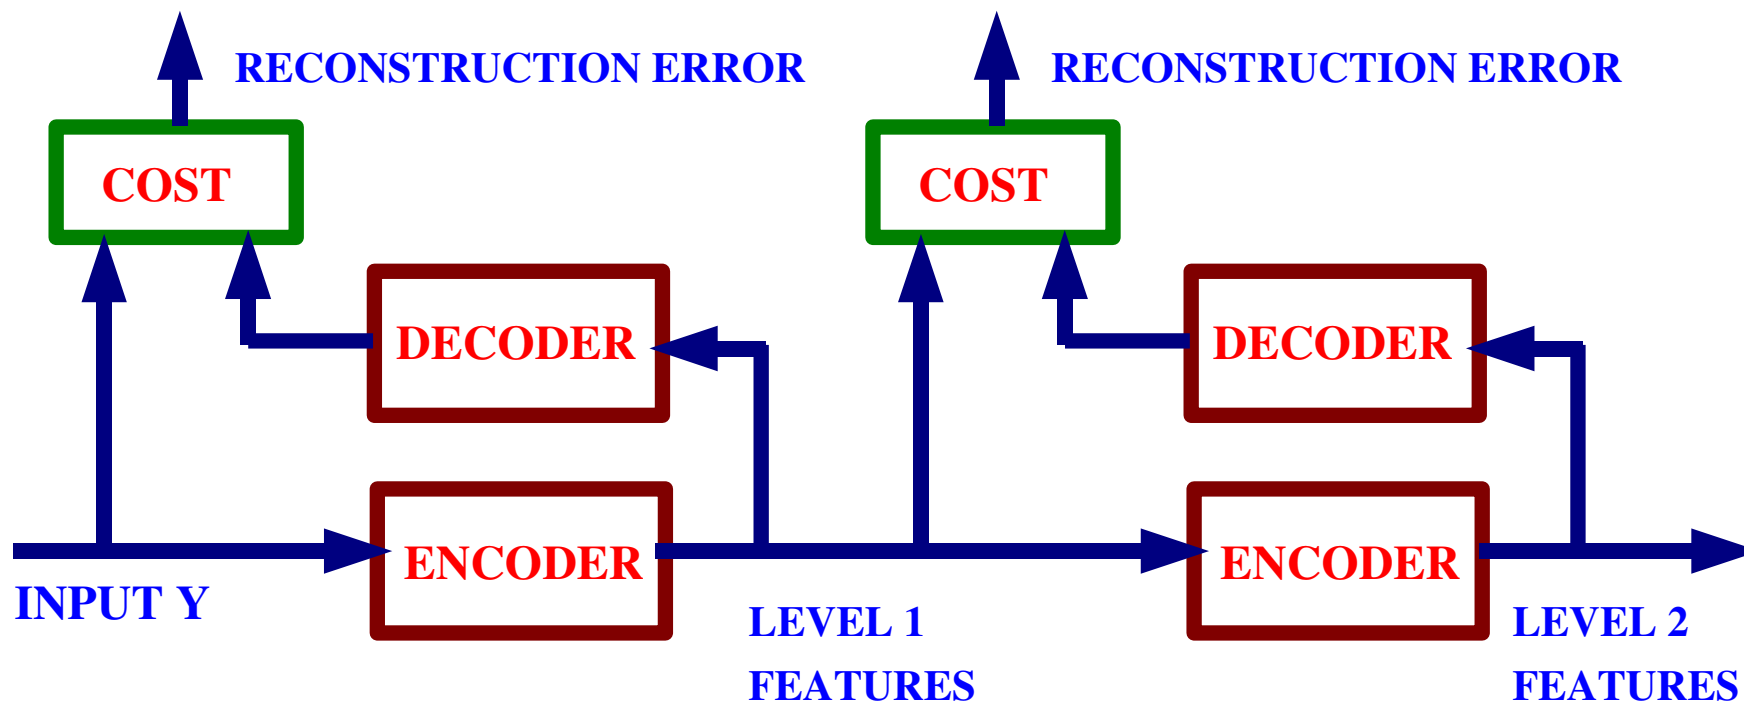 RECONSTRUCTION ERROR
RECONSTRUCTION ERROR
COST
COST
DECODER
DECODER
ENCODER
ENCODER
INPUT Y
LEVEL 1
FEATURES
LEVEL 2
FEATURES